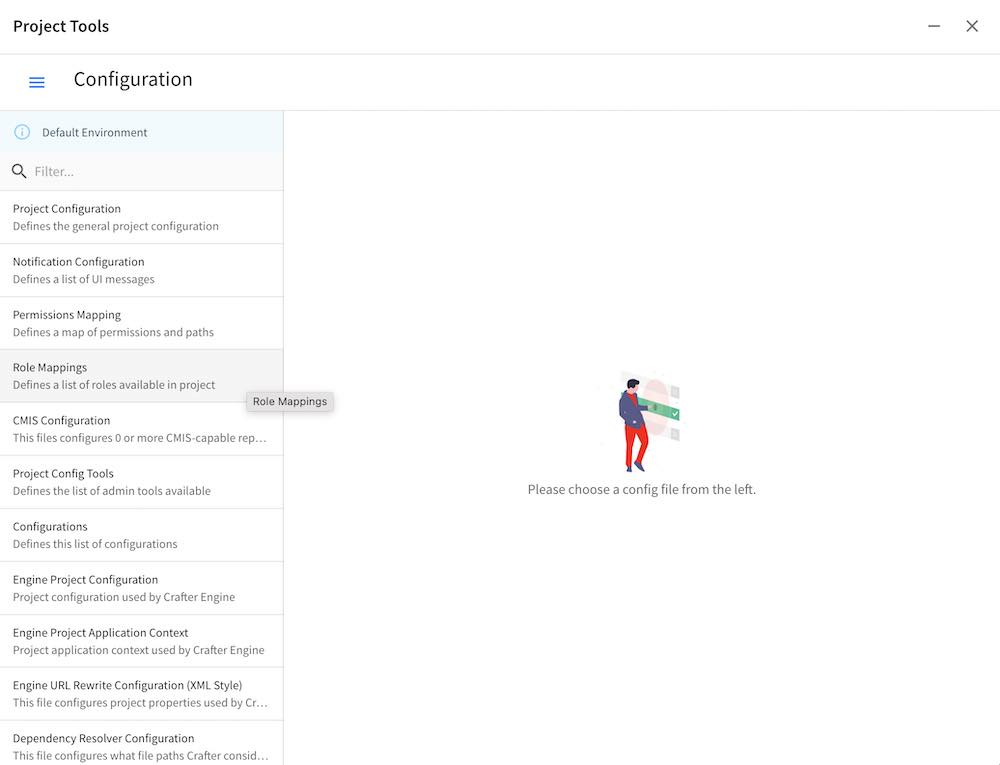 Project Tools
Configuration
Default Environment
Filter...
Project Configuration
Defines the general project configuration
Notification Configuration
Defines a list of UI messages
Permissions Mapping
Defines a map of permissions and paths
Role Mappings
Defines a list of roles available in project
Role Mappings
CMIS Configuration
This files configures 0 or more CMIS-capable rep...
Project Config Tools
Defines the list of admin tools available
Configurations
Defines this list of configurations
Engine Project Configuration
Project configuration used by Crafter Engine
Engine Project Application Context
Project application context used by Crafter Engine
Engine URL Rewrite Configuration (XML Style)
This file configures project properties used by Cr...
Dependency Resolver Configuration
This file configures what file paths Crafter consid...
Please choose a config file from the left.